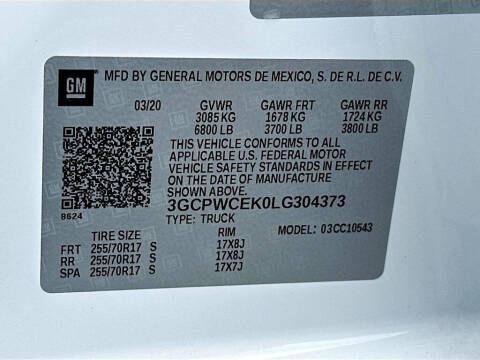 GM MFD BY GENERAL MOTORS DE MEXICO, S. DE R.L. DE C.V.
03/20 GVWR GAWR FRT GAWR RR
3085 KG 1678 KG 1724 KG
6800 LB 3700 LB 3800 LB
THIS VEHICLE CONFORMS TO ALL
APPLICABLE U.S. FEDERAL MOTOR
VEHICLE SAFETY STANDARDS IN EFFECT
ON THE DATE OF MANUFACTURE
SHOWN ABOVE.
3GCPWCEK0LG304373
8624 TYPE: TRUCK MODEL: 03CC10543
TIRE SIZE RIM
FRT 255/70R17 S 17X8J
RR 255/70R17 S 17X8J
SPA 255/70R17 S 17X7J